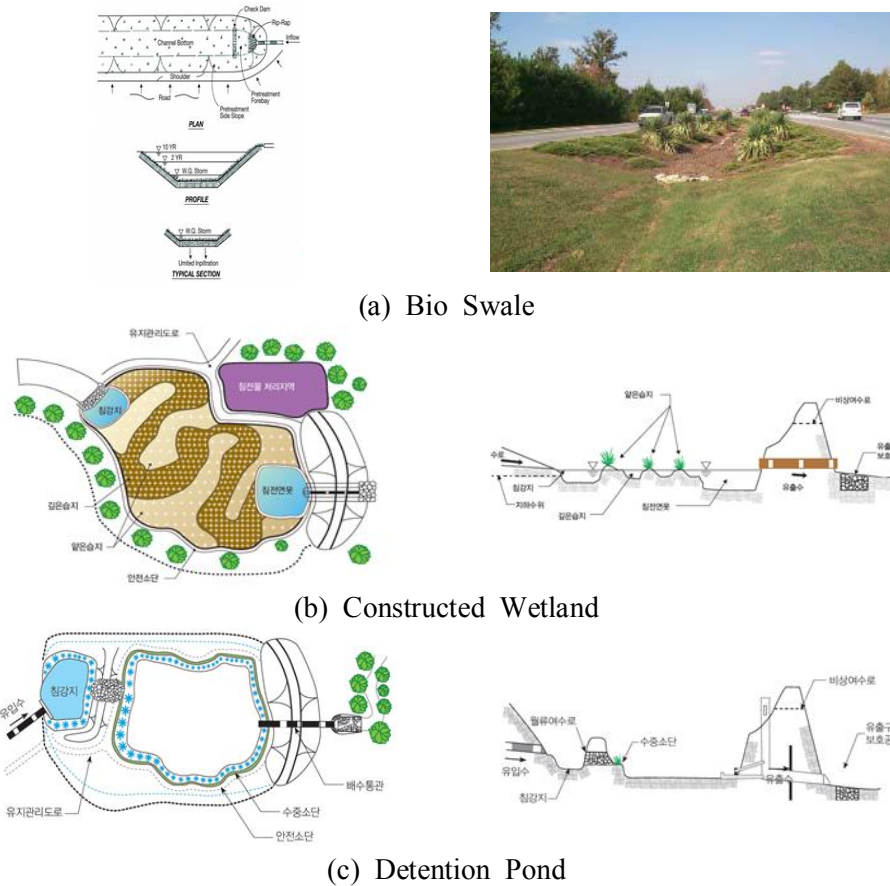 Check Dam
Rip-Rap
Channel Bottom
Inflow
Shoulder
Road
Pretreatment
Forebay
Pretreatment
Side Slope
PLAN
10 YR
2 YR
W.Q. Storm
PROFILE
W.Q. Storm
TYPICAL SECTION
(a) Bio Swale
유지관리도로
침강지
침전물 처리지역
침전연못
깊은습지
얕은습지
안전소단
얕은습지
비상여수로
수로
침강지
지하수위
깊은습지
침전연못
유출수
(b) Constructed Wetland
침강지
유입수
유지관리도로
배수통관
수중소단
안전소단
비상여수로
월류여수로
수중소단
유출구
보호공
유입수
침강지
(c) Detention Pond